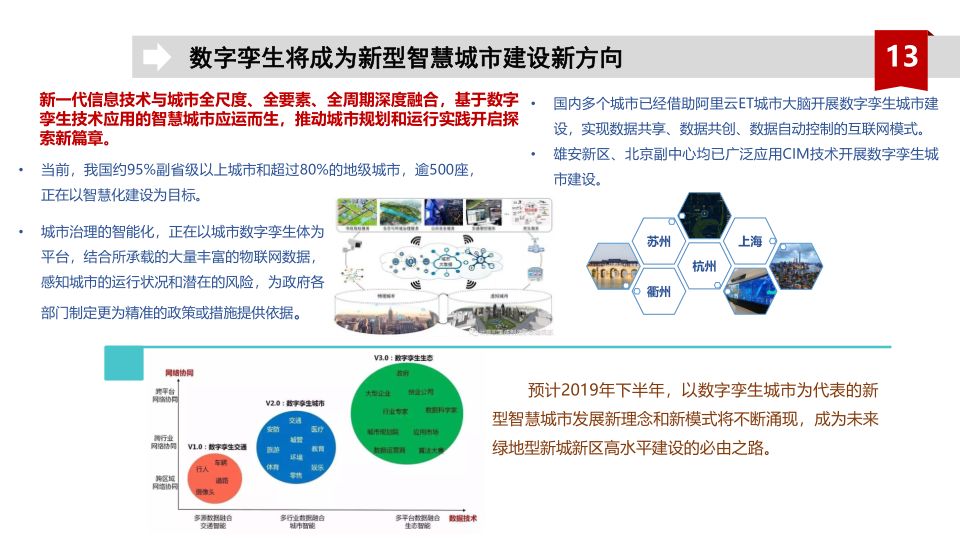 数字孪生将成为新型智慧城市建设新方向
13
新一代信息技术与城市全尺度、全要素、全周期深度融合，基于数字
孪生技术应用的智慧城市应运而生，推动城市规划和运行实践开启探
索新篇章。
• 当前，我国约95%副省级以上城市和超过80%的地级城市，逾500座，
正在以智慧化建设为目标。
• 城市治理的智能化，正在以城市数字孪生体为
平台，结合所承载的大量丰富的物联网数据，
感知城市的运行状况和潜在的风险，为政府各
部门制定更为精准的政策或措施提供依据。
• 国内多个城市已经借助阿里云ET城市大脑开展数字孪生城市建
设，实现数据共享、数据共创、数据自动控制的互联网模式。
• 雄安新区、北京副中心均已广泛应用CIM技术开展数字孪生城
市建设。
物理城市
虚拟城市
苏州
上海
杭州
衢州
网络协同
跨平台
网络协同
跨行业
网络协同
跨区域
网络协同
V1.0：数字孪生交通
车辆
行人
道路
摄像头
V2.0：数字孪生城市
交通
安防
医疗
城管
旅游
教育
环境
体育
娱乐
零售
V3.0：数字孪生生态
政府
大型企业
创业公司
行业专家
数据科学家
城市规划院
应用市场
数据运营商
算法大赛
多源数据融合
交通智能
多行业数据融合
城市智能
多平台数据融合
生态智能
数据技术
预计2019年下半年，以数字孪生城市为代表的新
型智慧城市发展新理念和新模式将不断涌现，成为未来
绿地型新城新区高水平建设的必由之路。